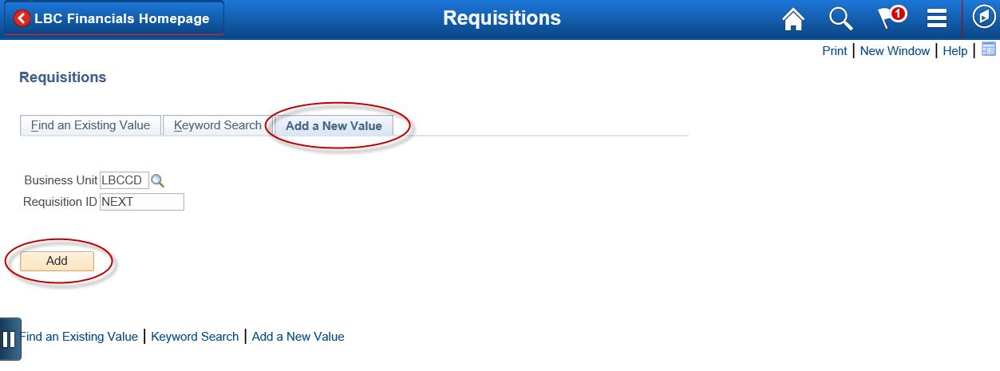 LBC Financials Homepage Requisitions 1
Print | New Window | Help |
Requisitions
Find an Existing Value Keyword Search Add a New Value
Business Unit LBCCD
Requisition ID NEXT
Add
Find an Existing Value | Keyword Search | Add a New Value